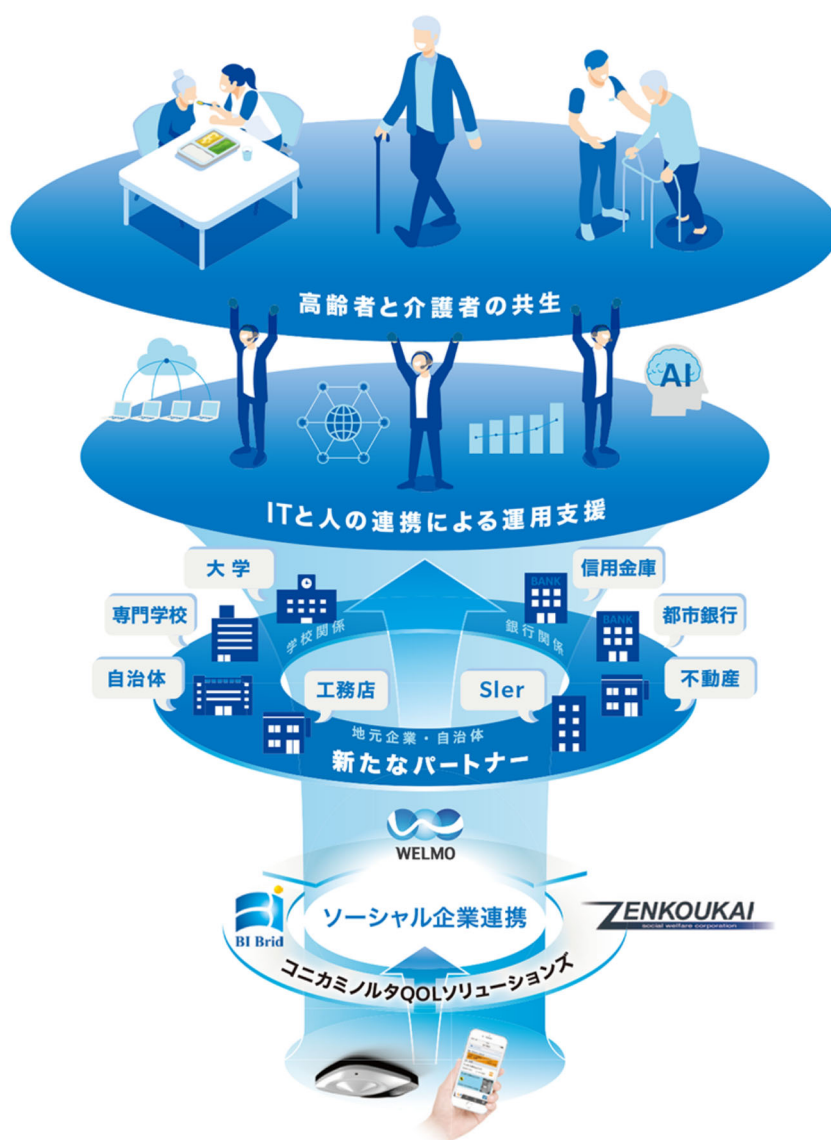 高齢者と介護者の共生
AI
ITと人の連携による運用支援
大学
信用金庫
BANK
専門学校
学校関係
銀行関係
BANK
都市銀行
自治体
工務店
SIer
不動産
地元企業・自治体
新たなパートナー
WELMO
BI Brid
ソーシャル企業連携
ZENKOUKAI
social welfare corporation
コニカミノルタQOLソリューションズ